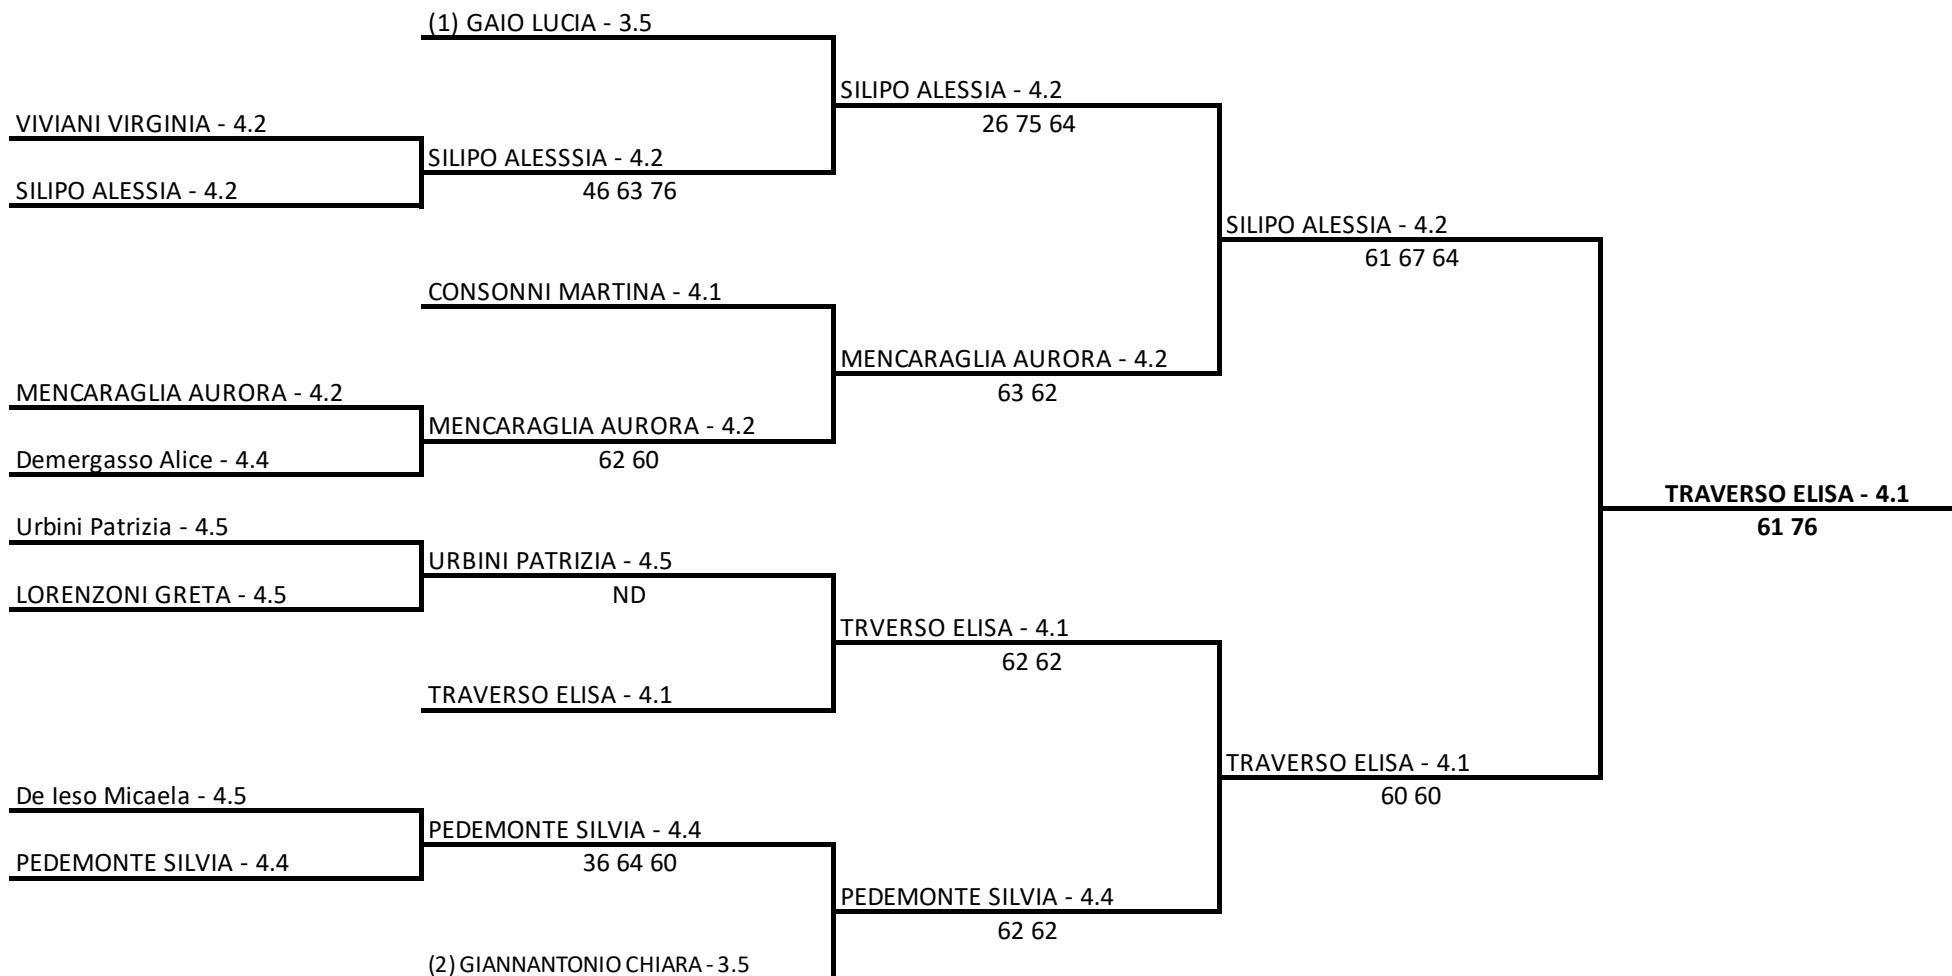 (1) GAIO LUCIA - 3.5
SILIPO ALESSIA - 4.2
VIVIANI VIRGINIA - 4.2
26 75 64
SILIPO ALESSSIA - 4.2
SILIPO ALESSIA - 4.2
46 63 76
SILIPO ALESSIA - 4.2
61 67 64
CONSONNI MARTINA - 4.1
MENCARAGLIA AURORA - 4.2
MENCARAGLIA AURORA - 4.2
63 62
MENCARAGLIA AURORA - 4.2
Demergasso Alice - 4.4
62 60
TRAVERSO ELISA - 4.1
Urbini Patrizia - 4.5
61 76
URBINI PATRIZIA - 4.5
LORENZONI GRETA - 4.5
ND
TRVERSO ELISA - 4.1
62 62
TRAVERSO ELISA - 4.1
TRAVERSO ELISA - 4.1
De Ieso Micaela - 4.5
60 60
PEDEMONTE SILVIA - 4.4
PEDEMONTE SILVIA - 4.4
36 64 60
PEDEMONTE SILVIA - 4.4
62 62
(2) GIANNANTONIO CHIARA - 3.5